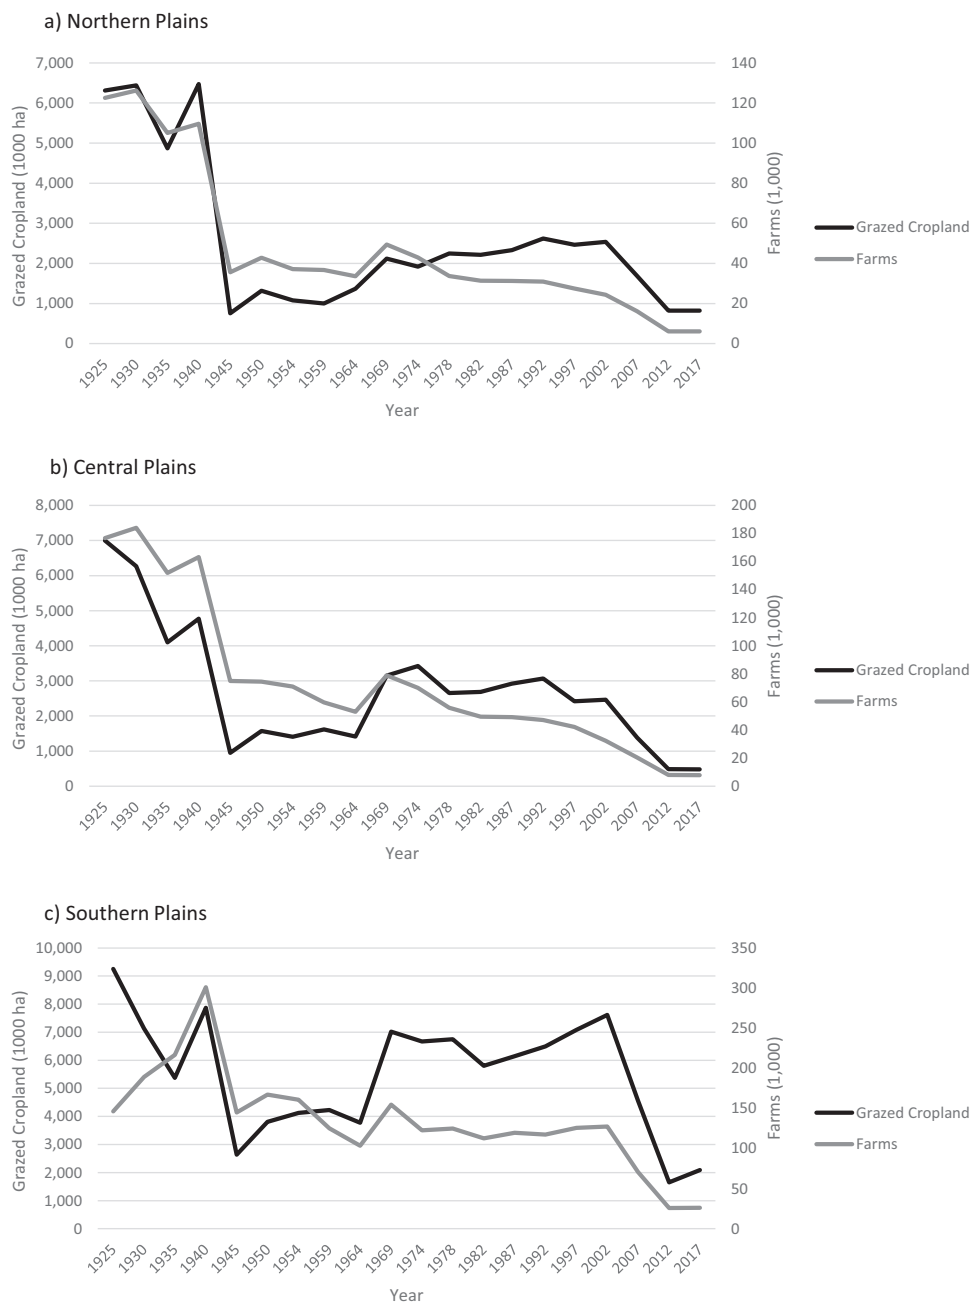 a) Northern Plains
7,000
6,000
5,000
4,000
3,000
2,000
1,000
0
Grazed Cropland (1000 ha)
140
120
100
80
60
40
20
0
Farms (1,000)
1925 1930 1935 1940 1945 1950 1954 1959 1964 1969 1974 1978 1982 1987 1992 1997 2002 2007 2012 2017
Year
Grazed Cropland
Farms
b) Central Plains
8,000
7,000
6,000
5,000
4,000
3,000
2,000
1,000
0
Grazed Cropland (1000 ha)
200
180
160
140
120
100
80
60
40
20
0
Farms (1,000)
1925 1930 1935 1940 1945 1950 1954 1959 1964 1969 1974 1978 1982 1987 1992 1997 2002 2007 2012 2017
Year
Grazed Cropland
Farms
c) Southern Plains
10,000
9,000
8,000
7,000
6,000
5,000
4,000
3,000
2,000
1,000
0
Grazed Cropland (1000 ha)
350
300
250
200
150
100
50
0
Farms (1,000)
1925 1930 1935 1940 1945 1950 1954 1959 1964 1969 1974 1978 1982 1987 1992 1997 2002 2007 2012 2017
Year
Grazed Cropland
Farms